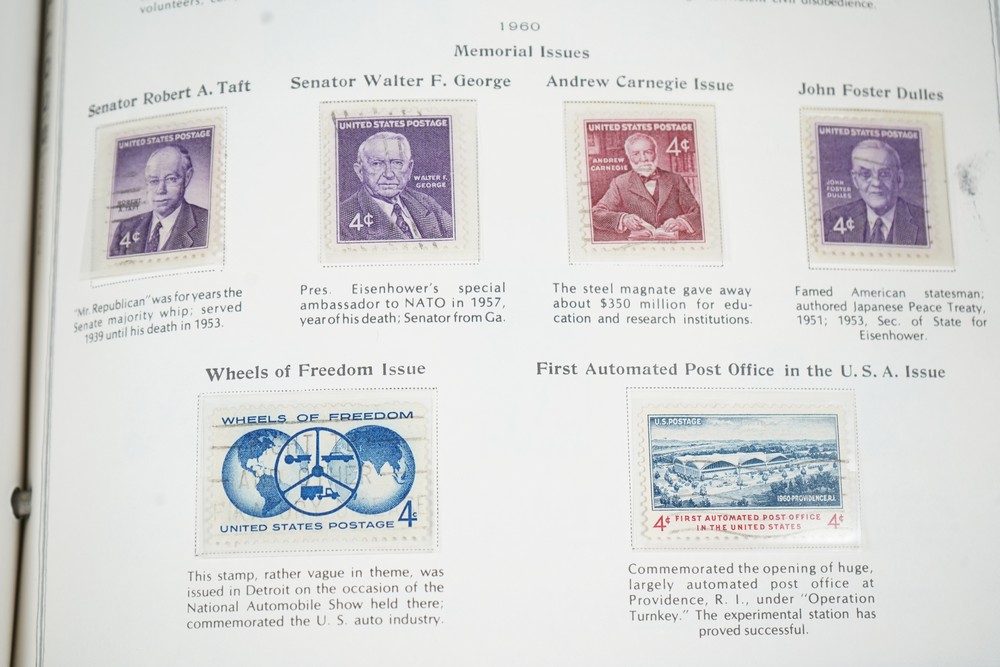 volunteers,
civil disobedience.
1960
Memorial Issues
Senator Robert A. Taft
Senator Walter F. George
Andrew Carnegie Issue
John Foster Dulles
UNITED STATES POSTAGE
ROBERT
A. TAFT
4¢
UNITED STATES POSTAGE
WALTER F.
GEORGE
4¢
UNITED STATES POSTAGE
4¢
ANDREW
CARNEGIE
UNITED STATES POSTAGE
JOHN
FOSTER
DULLES
4¢
"Mr. Republican" was for years the
Senate majority whip; served
1939 until his death in 1953.
Pres. Eisenhower's special
ambassador to NATO in 1957,
year of his death; Senator from Ga.
The steel magnate gave away
about $350 million for edu-
cation and research institutions.
Famed American statesman;
authored Japanese Peace Treaty,
1951; 1953, Sec. of State for
Eisenhower.
Wheels of Freedom Issue
First Automated Post Office in the U. S. A. Issue
WHEELS OF FREEDOM
UNITED STATES POSTAGE 4c
U.S. POSTAGE
1960·PROVIDENCE, R.I.
4¢ FIRST AUTOMATED POST OFFICE 4¢
IN THE UNITED STATES
This stamp, rather vague in theme, was
issued in Detroit on the occasion of the
National Automobile Show held there;
commemorated the U. S. auto industry.
Commemorated the opening of huge,
largely automated post office at
Providence, R. I., under "Operation
Turnkey." The experimental station has
proved successful.